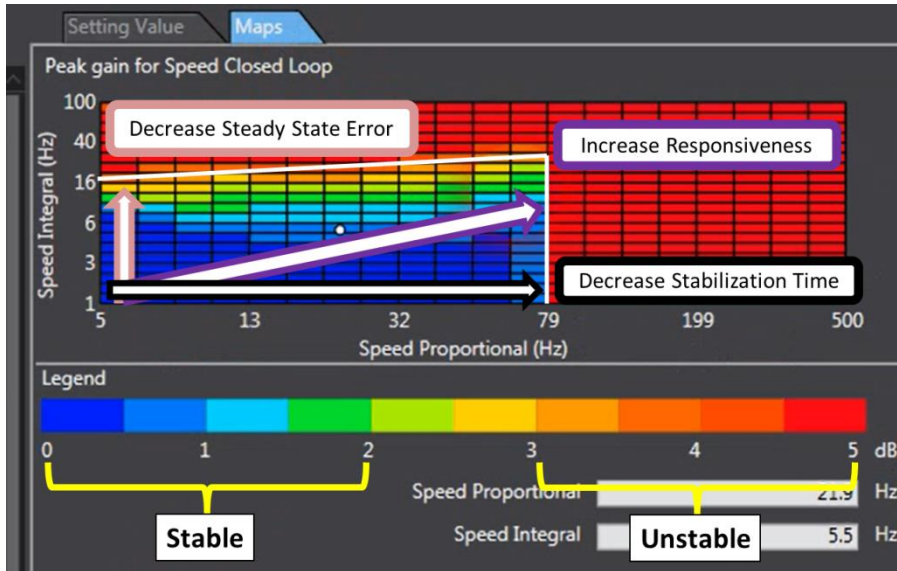 Setting Value Maps
Peak gain for Speed Closed Loop
Speed Integral (Hz)
100
40
16
6
3
1
Decrease Steady State Error
Increase Responsiveness
Decrease Stabilization Time
5 13 32 79 199 500
Speed Proportional (Hz)
Legend
0 1 2 3 4 5 dB
Speed Proportional 21.9 Hz
Speed Integral 5.5 Hz
Stable
Unstable